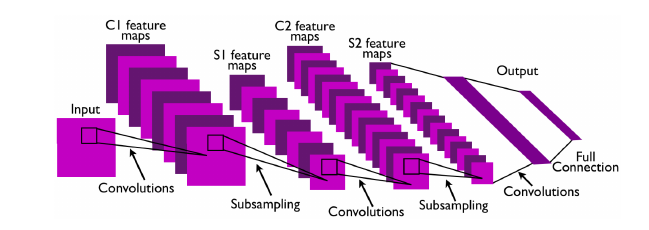 C1 feature
maps
S1 feature
maps
C2 feature
maps
S2 feature
maps
Output
Input
Convolutions
Subsampling
Convolutions
Subsampling
Convolutions
Full
Connection